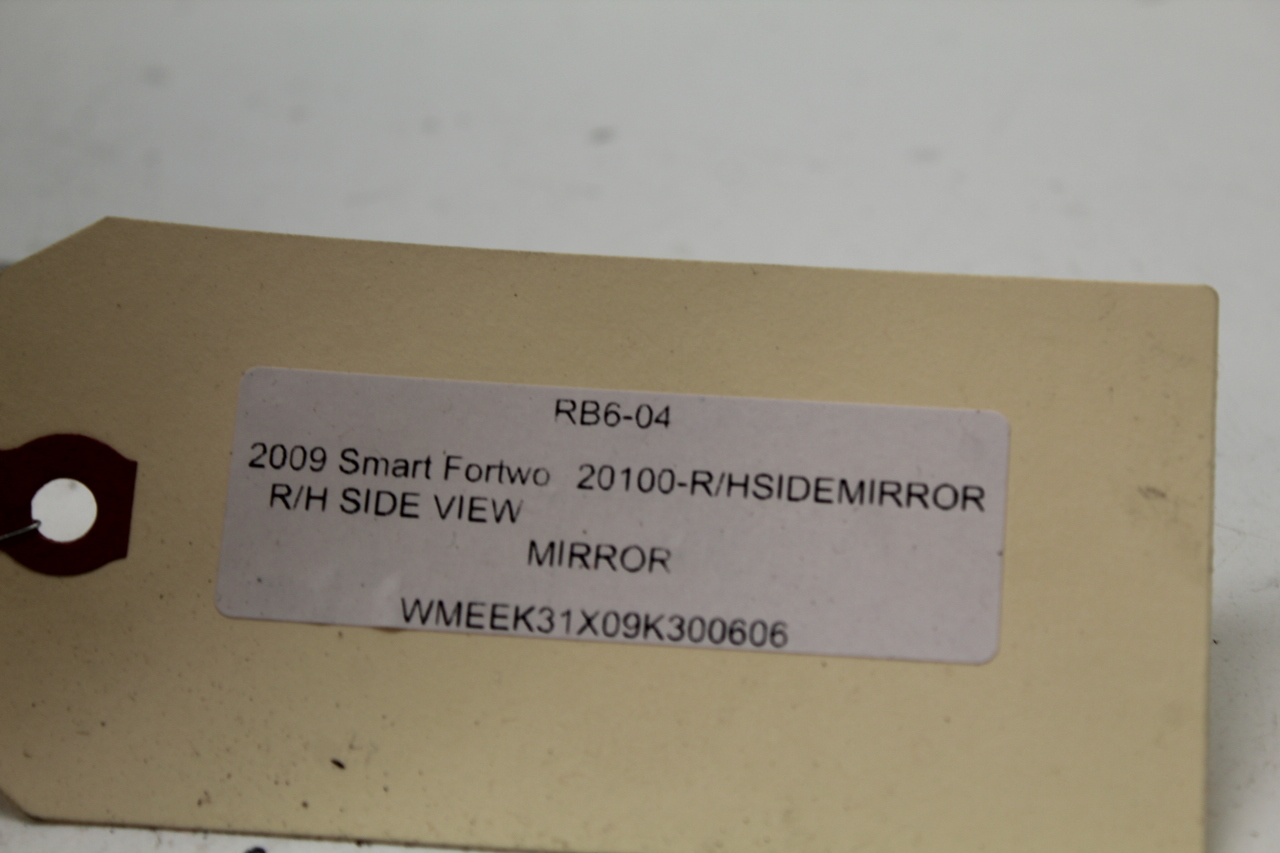 RB6-04
2009 Smart Fortwo 20100-R/HSIDEMIRROR
R/H SIDE VIEW
MIRROR
WMEEK31X09K300606